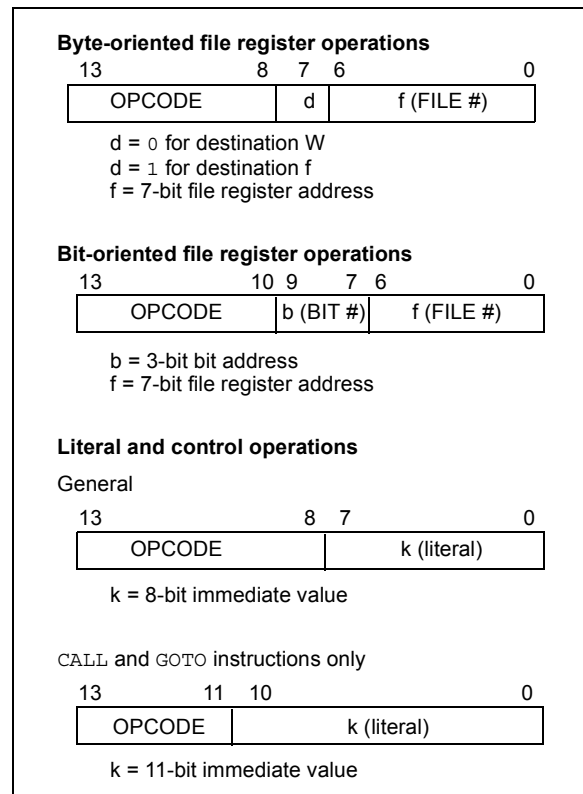 Byte-oriented file register operations
13 8 7 6 0
OPCODE d f (FILE #)
d = 0 for destination W
d = 1 for destination f
f = 7-bit file register address
Bit-oriented file register operations
13 10 9 7 6 0
OPCODE b (BIT #) f (FILE #)
b = 3-bit bit address
f = 7-bit file register address
Literal and control operations
General
13 8 7 0
OPCODE k (literal)
k = 8-bit immediate value
CALL and GOTO instructions only
13 11 10 0
OPCODE k (literal)
k = 11-bit immediate value